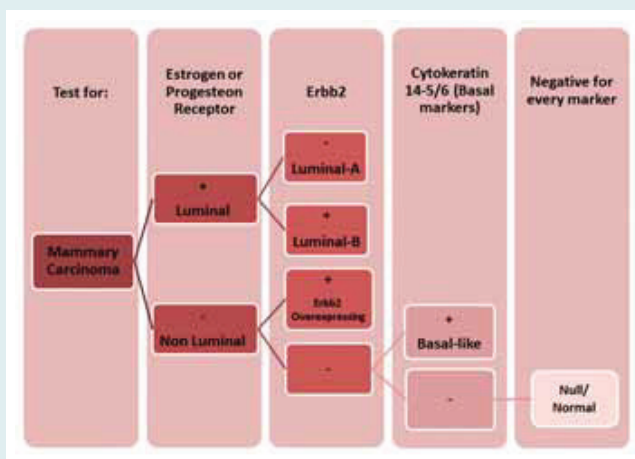 Test for:
Estrogen or
Progesteon
Receptor
Erbb2
Cytokeratin
14-5/6 (Basal
markers)
Negative for
every marker
Mammary
Carcinoma
+
Luminal
-
Non Luminal
-
Luminal-A
+
Luminal-B
+
Erbb2
Overexpressing
-
+
Basal-like
-
Null/
Normal